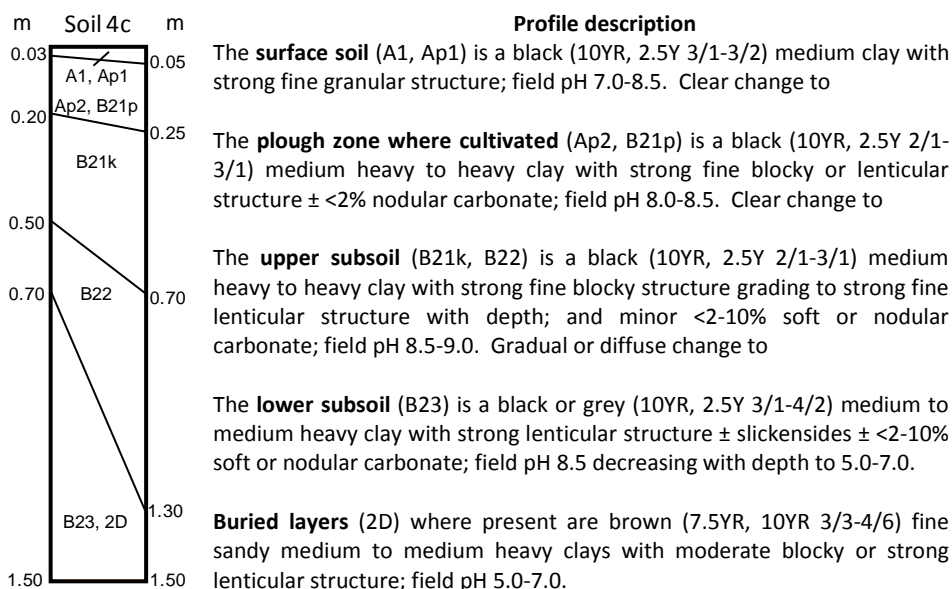 m Soil 4c m
0.03
0.05
A1, Ap1
Ap2, B21p
0.20
0.25
B21k
0.50
0.70
B22
0.70
1.30
B23, 2D
1.50
1.50
Profile description
The surface soil (A1, Ap1) is a black (10YR, 2.5Y 3/1-3/2) medium clay with
strong fine granular structure; field pH 7.0-8.5. Clear change to
The plough zone where cultivated (Ap2, B21p) is a black (10YR, 2.5Y 2/1-
3/1) medium heavy to heavy clay with strong fine blocky or lenticular
structure ± <2% nodular carbonate; field pH 8.0-8.5. Clear change to
The upper subsoil (B21k, B22) is a black (10YR, 2.5Y 2/1-3/1) medium
heavy to heavy clay with strong fine blocky structure grading to strong fine
lenticular structure with depth; and minor <2-10% soft or nodular
carbonate; field pH 8.5-9.0. Gradual or diffuse change to
The lower subsoil (B23) is a black or grey (10YR, 2.5Y 3/1-4/2) medium to
medium heavy clay with strong lenticular structure ± slickensides ± <2-10%
soft or nodular carbonate; field pH 8.5 decreasing with depth to 5.0-7.0.
Buried layers (2D) where present are brown (7.5YR, 10YR 3/3-4/6) fine
sandy medium to medium heavy clays with moderate blocky or strong
lenticular structure; field pH 5.0-7.0.